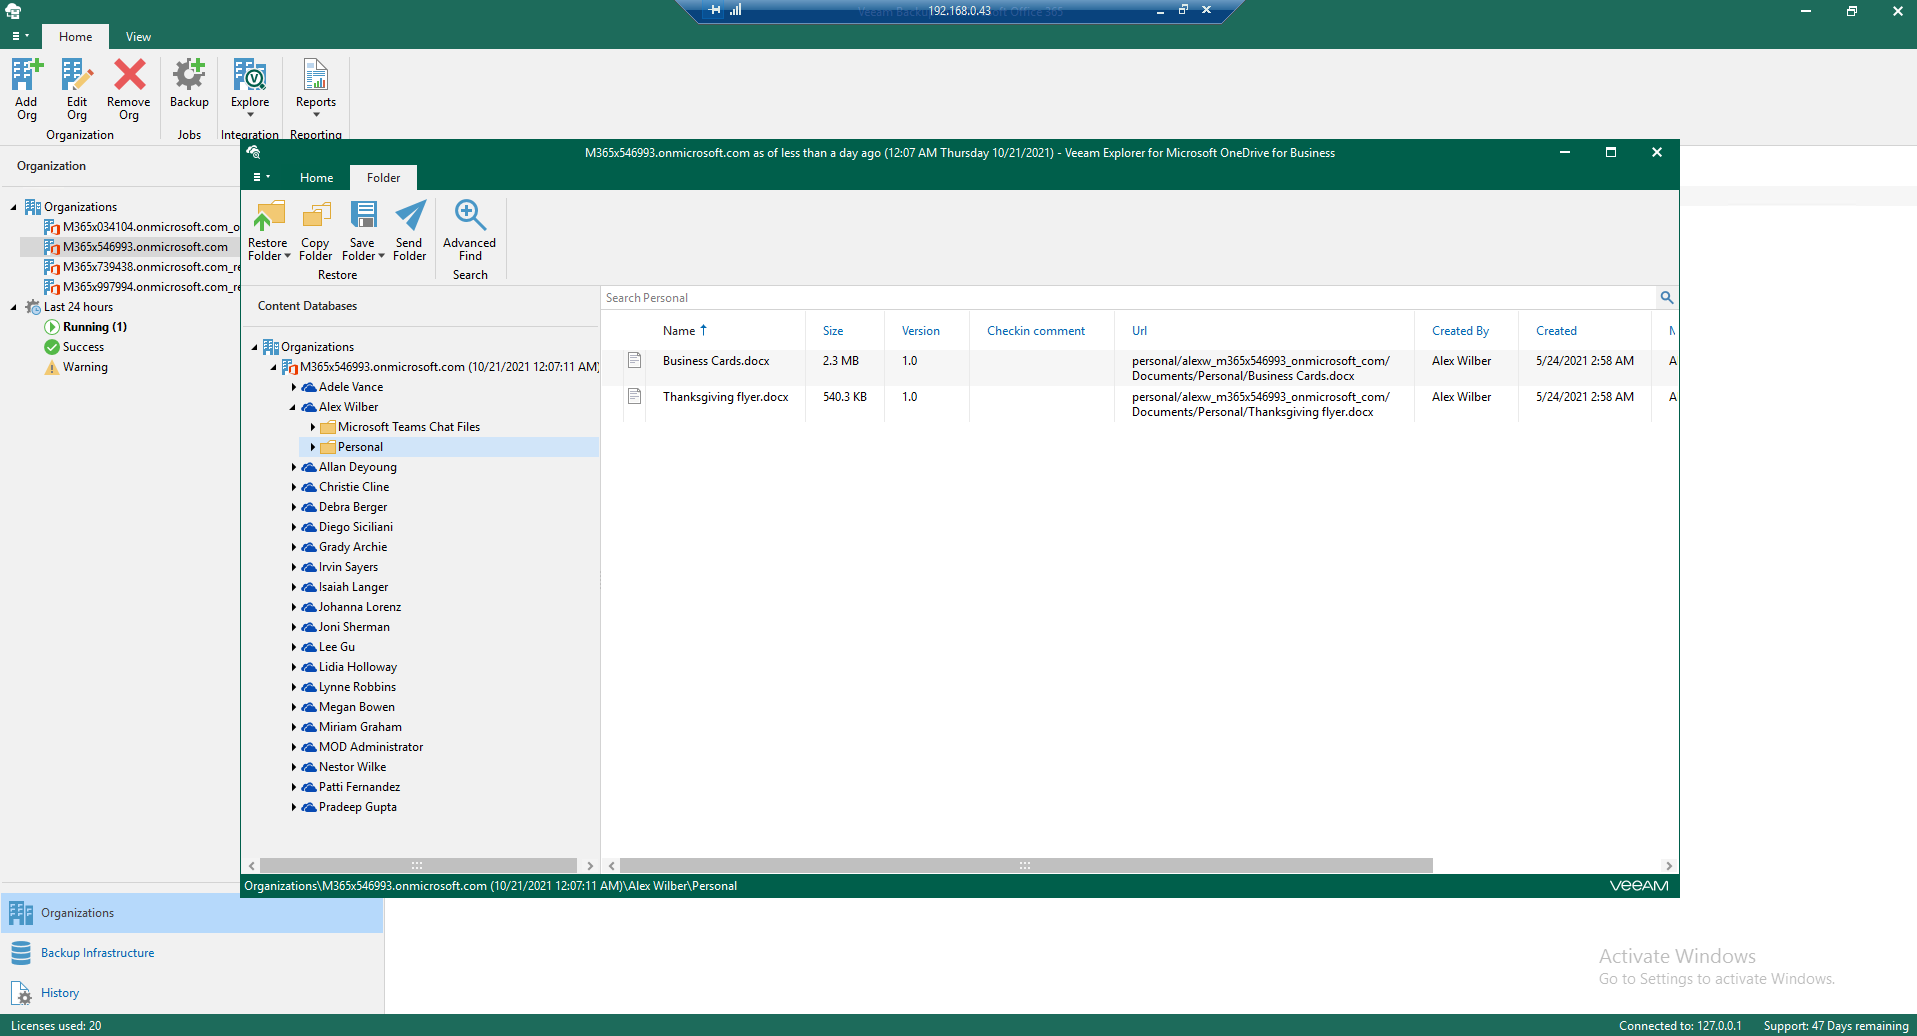 Veeam Backup
192.168.0.43
soft Office 365
Home
View
Add Org
Edit Org
Remove Org
Backup
Explore
Reports
Organization
Jobs
Integration
Reporting
Organization
Organizations
M365x034104.onmicrosoft.com_o
M365x546993.onmicrosoft.com
M365x739438.onmicrosoft.com_re
M365x997994.onmicrosoft.com_re
Last 24 hours
Running (1)
Success
Warning
M365x546993.onmicrosoft.com as of less than a day ago (12:07 AM Thursday 10/21/2021) - Veeam Explorer for Microsoft OneDrive for Business
Home
Folder
Restore Folder
Copy Folder
Save Folder
Send Folder
Advanced Find
Restore
Search
Content Databases
Organizations
M365x546993.onmicrosoft.com (10/21/2021 12:07:11 AM)
Adele Vance
Alex Wilber
Microsoft Teams Chat Files
Personal
Allan Deyoung
Christie Cline
Debra Berger
Diego Siciliani
Grady Archie
Irvin Sayers
Isaiah Langer
Johanna Lorenz
Joni Sherman
Lee Gu
Lidia Holloway
Lynne Robbins
Megan Bowen
Miriam Graham
MOD Administrator
Nestor Wilke
Patti Fernandez
Pradeep Gupta
Search Personal
Name Size Version Checkin comment Url Created By Created
Business Cards.docx 2.3 MB 1.0 personal/alexw_m365x546993_onmicrosoft_com/ Alex Wilber 5/24/2021 2:58 AM A
Documents/Personal/Business Cards.docx
Thanksgiving flyer.docx 540.3 KB 1.0 personal/alexw_m365x546993_onmicrosoft_com/ Alex Wilber 5/24/2021 2:58 AM A
Documents/Personal/Thanksgiving flyer.docx
Organizations\M365x546993.onmicrosoft.com (10/21/2021 12:07:11 AM)\Alex Wilber\Personal
veeam
Organizations
Backup Infrastructure
History
Activate Windows
Go to Settings to activate Windows.
Licenses used: 20
Connected to: 127.0.0.1
Support: 47 Days remaining